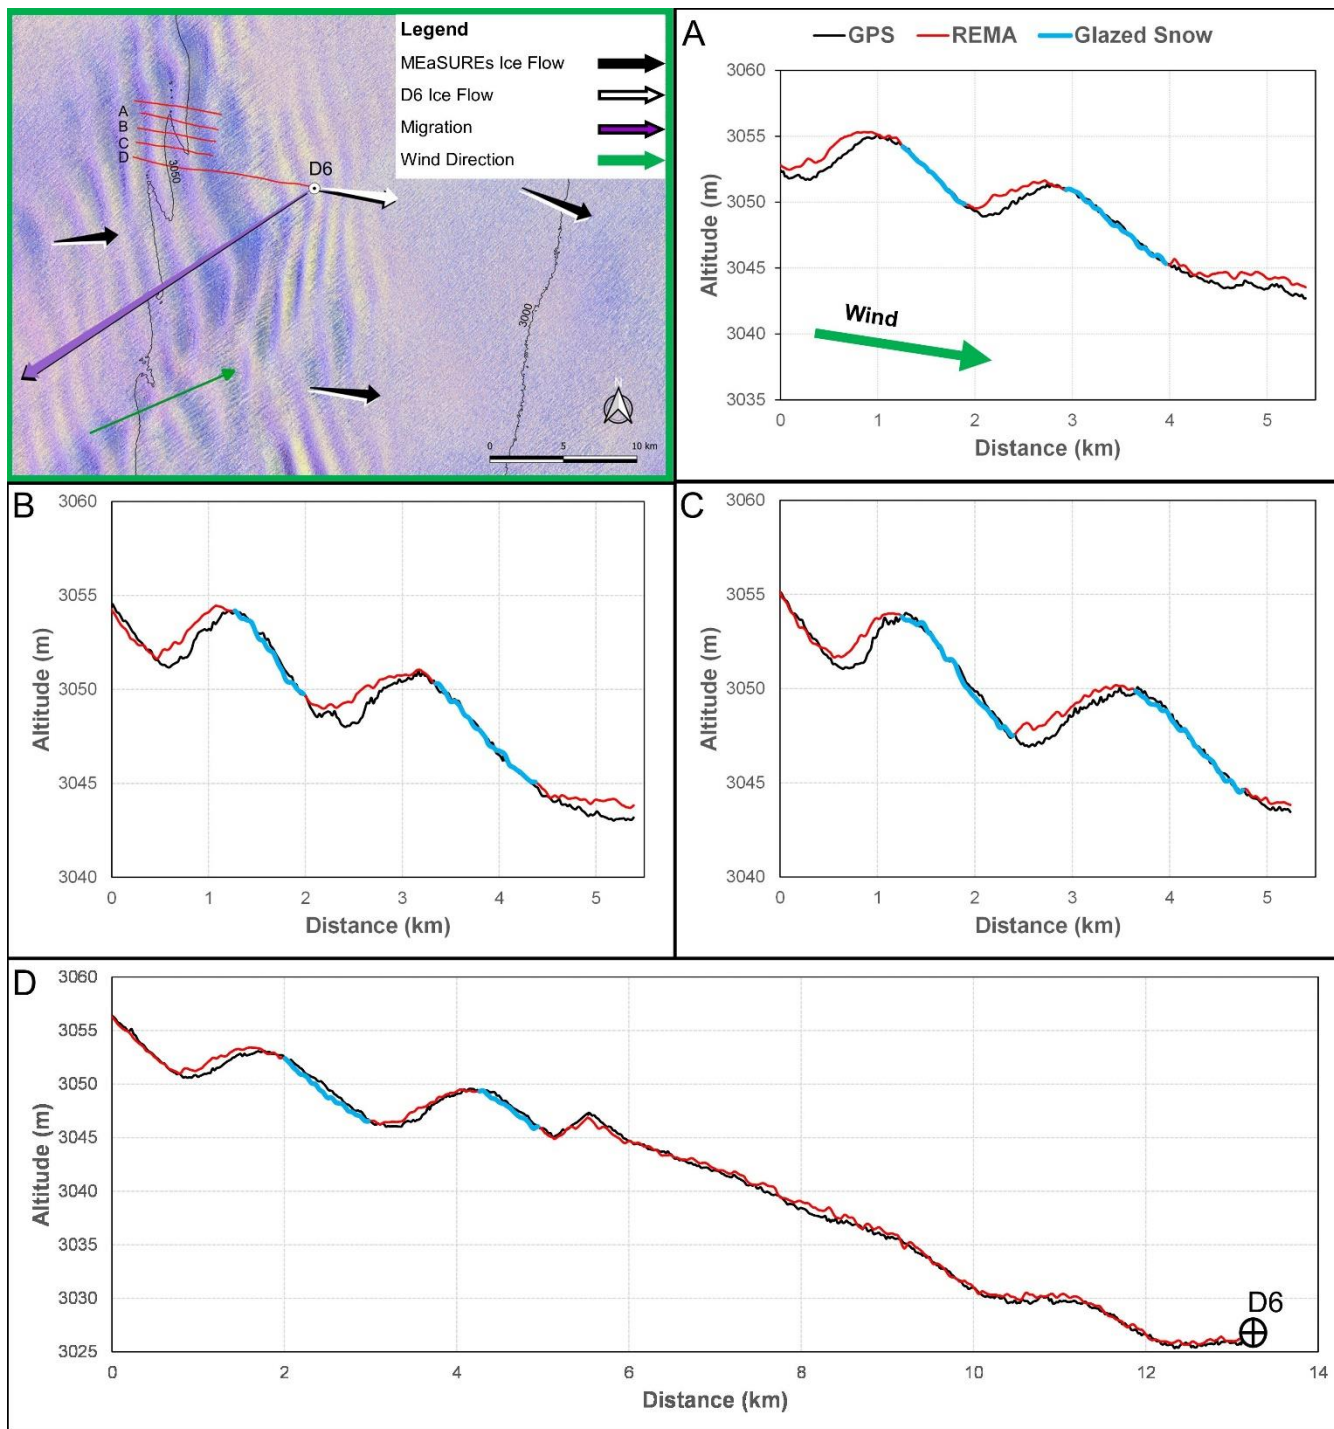 Legend
MEaSUREs Ice Flow
D6 Ice Flow
Migration
Wind Direction
A
B
C
D
3050
D6
3000
N
0 5 10 km
A
GPS REMA Glazed Snow
3060
3055
3050
3045
3040
3035
Altitude (m)
Wind
0 1 2 3 4 5
Distance (km)
B
3060
3055
3050
3045
3040
Altitude (m)
0 1 2 3 4 5
Distance (km)
C
3060
3055
3050
3045
3040
Altitude (m)
0 1 2 3 4 5
Distance (km)
D
3060
3055
3050
3045
3040
3035
3030
3025
Altitude (m)
D6
0 2 4 6 8 10 12 14
Distance (km)